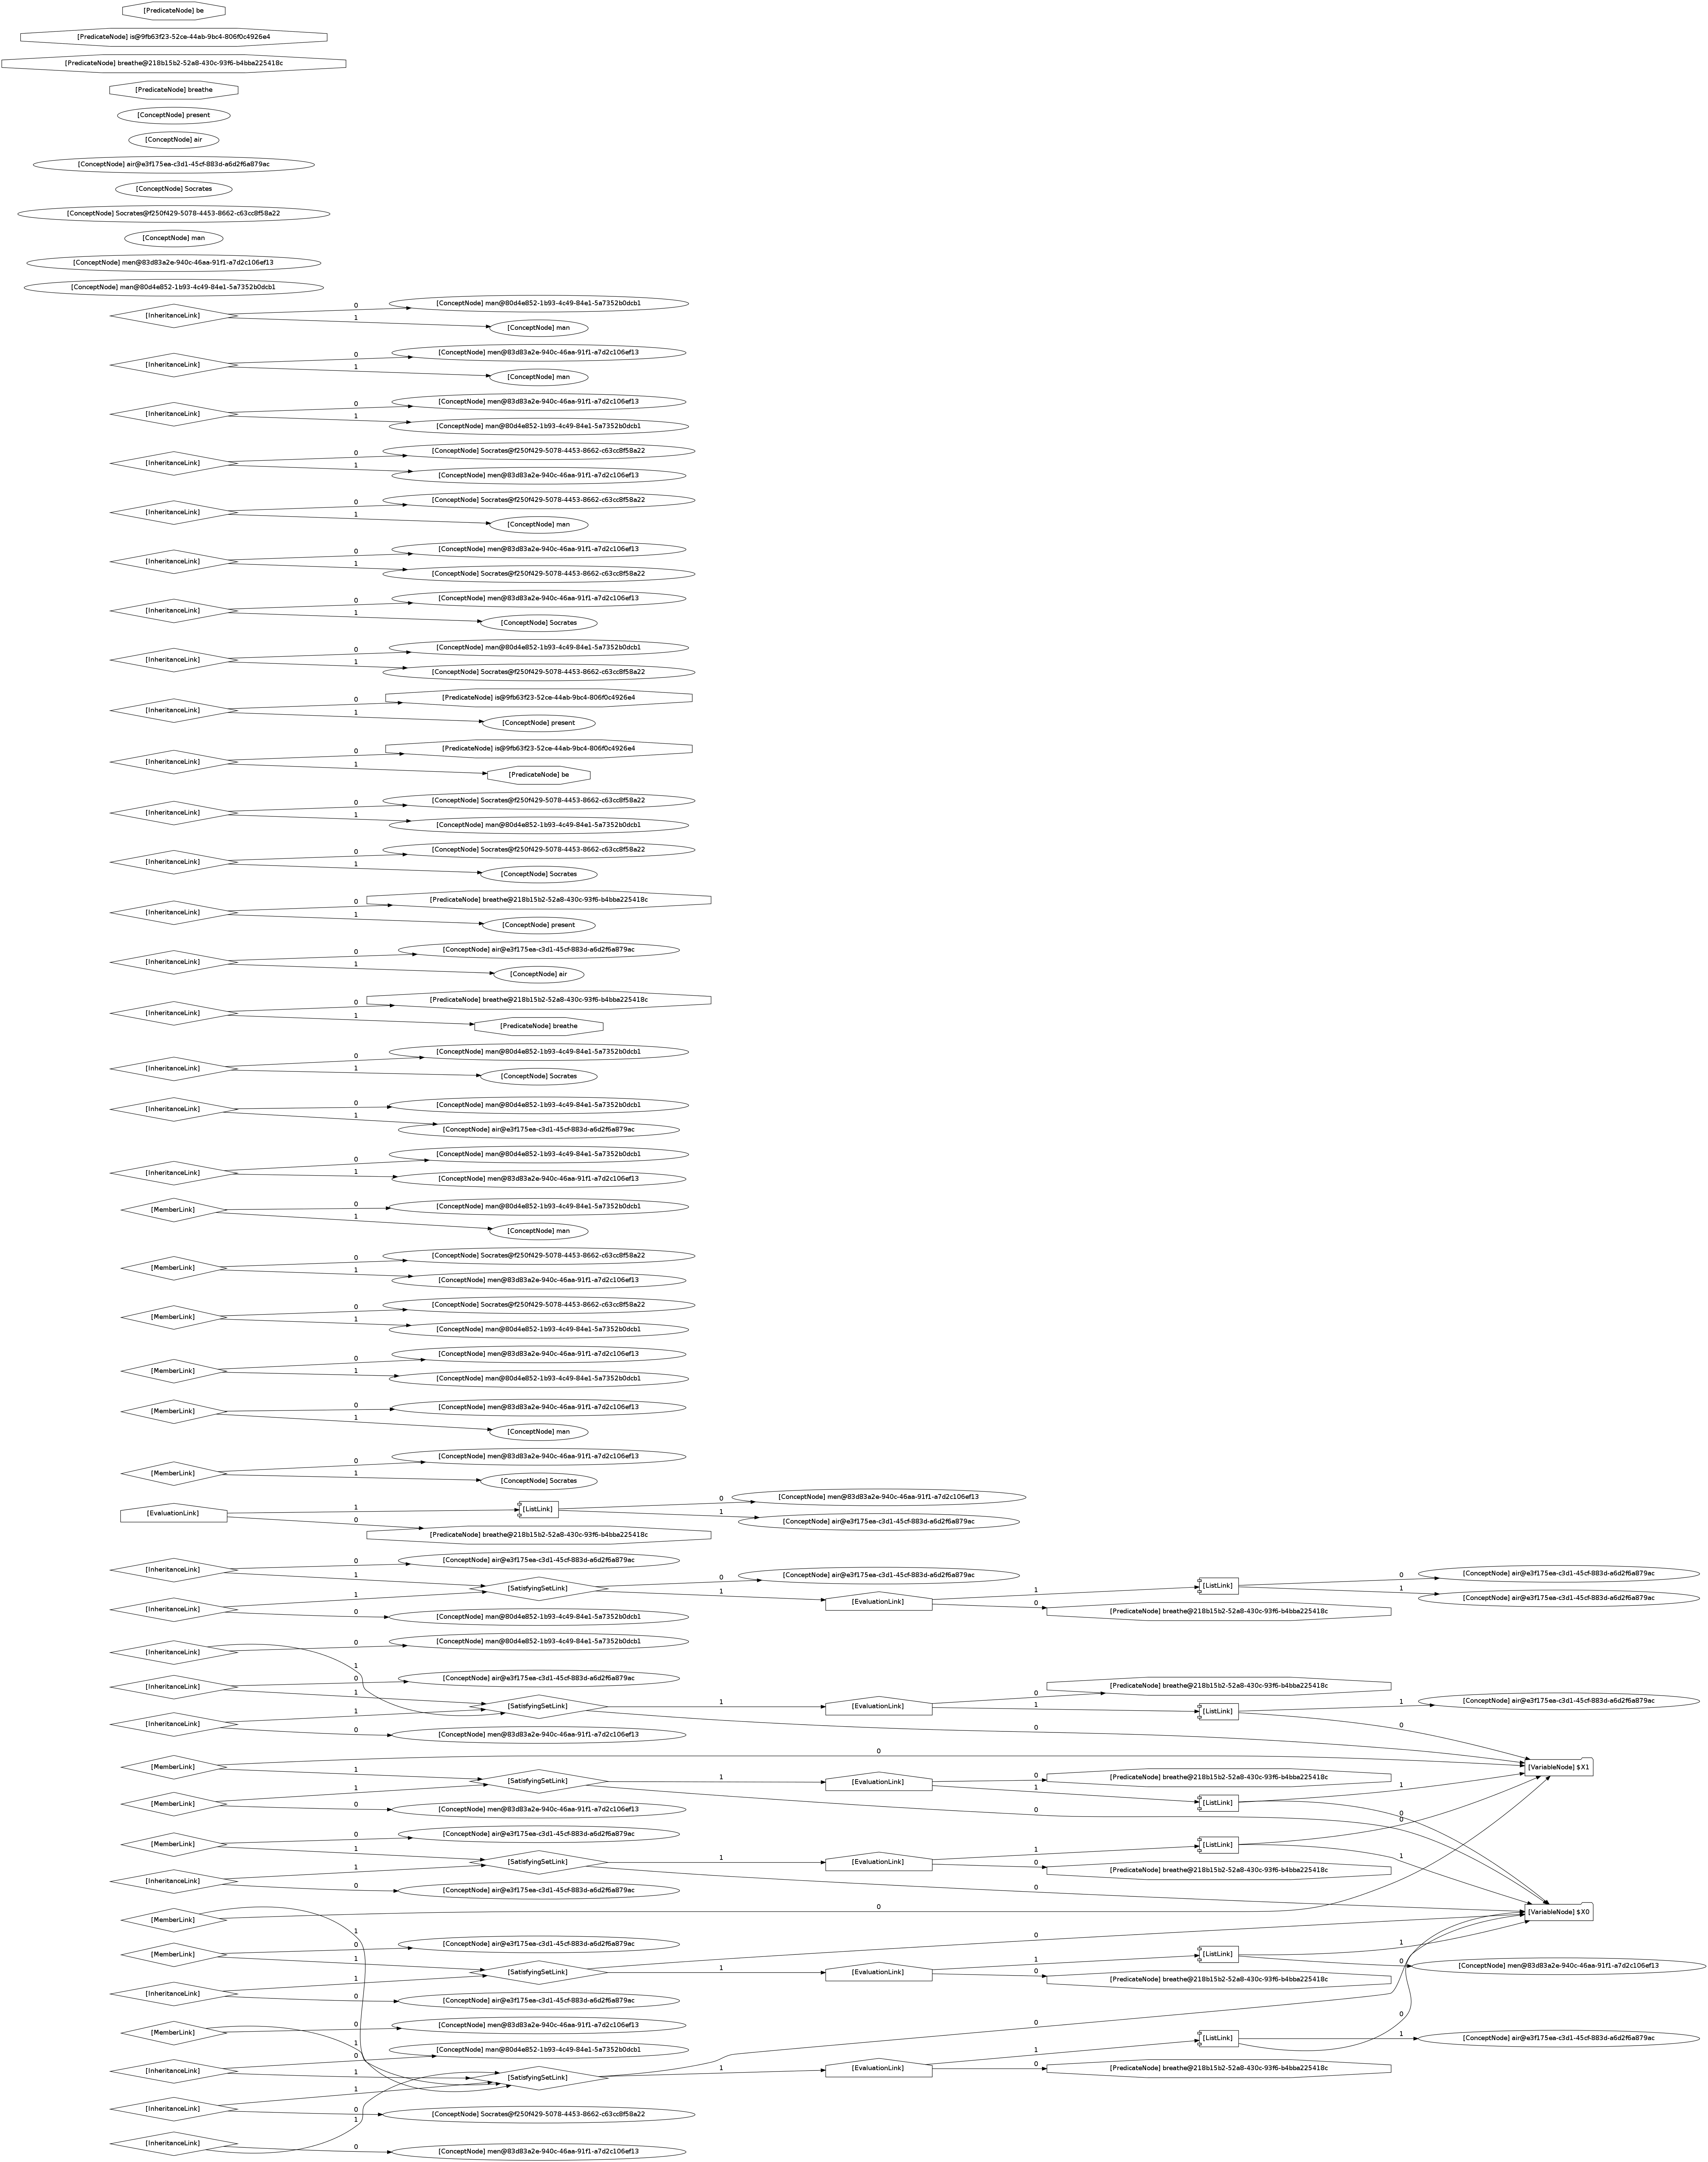 [PredicateNode] be
[PredicateNode] is@9fb63f23-52ce-44ab-9bc4-806f0c4926e4
[PredicateNode] breathe@218b15b2-52a8-430c-93f6-b4bba225418c
[PredicateNode] breathe
[ConceptNode] present
[ConceptNode] air
[ConceptNode] air@e3f175ea-c3d1-45cf-883d-a6d2f6a879ac
[ConceptNode] Socrates
[ConceptNode] Socrates@f250f429-5078-4453-8662-c63cc8f58a22
[ConceptNode] man
[ConceptNode] men@83d83a2e-940c-46aa-91f1-a7d2c106ef13
[ConceptNode] man@80d4e852-1b93-4c49-84e1-5a7352b0dcb1
[InheritanceLink] 0 [ConceptNode] man@80d4e852-1b93-4c49-84e1-5a7352b0dcb1
1 [ConceptNode] man
[InheritanceLink] 0 [ConceptNode] men@83d83a2e-940c-46aa-91f1-a7d2c106ef13
1 [ConceptNode] man
[InheritanceLink] 0 [ConceptNode] men@83d83a2e-940c-46aa-91f1-a7d2c106ef13
1 [ConceptNode] man@80d4e852-1b93-4c49-84e1-5a7352b0dcb1
[InheritanceLink] 0 [ConceptNode] Socrates@f250f429-5078-4453-8662-c63cc8f58a22
1 [ConceptNode] men@83d83a2e-940c-46aa-91f1-a7d2c106ef13
[InheritanceLink] 0 [ConceptNode] Socrates@f250f429-5078-4453-8662-c63cc8f58a22
1 [ConceptNode] man
[InheritanceLink] 0 [ConceptNode] men@83d83a2e-940c-46aa-91f1-a7d2c106ef13
1 [ConceptNode] Socrates@f250f429-5078-4453-8662-c63cc8f58a22
[InheritanceLink] 0 [ConceptNode] men@83d83a2e-940c-46aa-91f1-a7d2c106ef13
1 [ConceptNode] Socrates
[InheritanceLink] 0 [ConceptNode] man@80d4e852-1b93-4c49-84e1-5a7352b0dcb1
1 [ConceptNode] Socrates@f250f429-5078-4453-8662-c63cc8f58a22
[InheritanceLink] 0 [PredicateNode] is@9fb63f23-52ce-44ab-9bc4-806f0c4926e4
1 [ConceptNode] present
[InheritanceLink] 0 [PredicateNode] is@9fb63f23-52ce-44ab-9bc4-806f0c4926e4
1 [PredicateNode] be
[InheritanceLink] 0 [ConceptNode] Socrates@f250f429-5078-4453-8662-c63cc8f58a22
1 [ConceptNode] man@80d4e852-1b93-4c49-84e1-5a7352b0dcb1
[InheritanceLink] 0 [ConceptNode] Socrates@f250f429-5078-4453-8662-c63cc8f58a22
1 [ConceptNode] Socrates
[InheritanceLink] 0 [PredicateNode] breathe@218b15b2-52a8-430c-93f6-b4bba225418c
1 [ConceptNode] present
[InheritanceLink] 0 [ConceptNode] air@e3f175ea-c3d1-45cf-883d-a6d2f6a879ac
1 [ConceptNode] air
[InheritanceLink] 0 [PredicateNode] breathe@218b15b2-52a8-430c-93f6-b4bba225418c
1 [PredicateNode] breathe
[InheritanceLink] 0 [ConceptNode] man@80d4e852-1b93-4c49-84e1-5a7352b0dcb1
1 [ConceptNode] Socrates
[InheritanceLink] 0 [ConceptNode] man@80d4e852-1b93-4c49-84e1-5a7352b0dcb1
1 [ConceptNode] air@e3f175ea-c3d1-45cf-883d-a6d2f6a879ac
[InheritanceLink] 0 [ConceptNode] man@80d4e852-1b93-4c49-84e1-5a7352b0dcb1
1 [ConceptNode] men@83d83a2e-940c-46aa-91f1-a7d2c106ef13
[MemberLink] 0 [ConceptNode] man@80d4e852-1b93-4c49-84e1-5a7352b0dcb1
1 [ConceptNode] man
[MemberLink] 0 [ConceptNode] Socrates@f250f429-5078-4453-8662-c63cc8f58a22
1 [ConceptNode] men@83d83a2e-940c-46aa-91f1-a7d2c106ef13
[MemberLink] 0 [ConceptNode] Socrates@f250f429-5078-4453-8662-c63cc8f58a22
1 [ConceptNode] man@80d4e852-1b93-4c49-84e1-5a7352b0dcb1
[MemberLink] 0 [ConceptNode] men@83d83a2e-940c-46aa-91f1-a7d2c106ef13
1 [ConceptNode] man@80d4e852-1b93-4c49-84e1-5a7352b0dcb1
[MemberLink] 0 [ConceptNode] men@83d83a2e-940c-46aa-91f1-a7d2c106ef13
1 [ConceptNode] man
[MemberLink] 0 [ConceptNode] men@83d83a2e-940c-46aa-91f1-a7d2c106ef13
1 [ConceptNode] Socrates
[EvaluationLink] 1 [ListLink] 0 [ConceptNode] men@83d83a2e-940c-46aa-91f1-a7d2c106ef13
1 [ConceptNode] air@e3f175ea-c3d1-45cf-883d-a6d2f6a879ac
0 [PredicateNode] breathe@218b15b2-52a8-430c-93f6-b4bba225418c
[InheritanceLink] 0 [ConceptNode] air@e3f175ea-c3d1-45cf-883d-a6d2f6a879ac
1 [SatisfyingSetLink] 0 [ConceptNode] air@e3f175ea-c3d1-45cf-883d-a6d2f6a879ac
1 [EvaluationLink] 1 [ListLink] 0 [ConceptNode] air@e3f175ea-c3d1-45cf-883d-a6d2f6a879ac
1 [ConceptNode] air@e3f175ea-c3d1-45cf-883d-a6d2f6a879ac
0 [PredicateNode] breathe@218b15b2-52a8-430c-93f6-b4bba225418c
[InheritanceLink] 1
0 [ConceptNode] man@80d4e852-1b93-4c49-84e1-5a7352b0dcb1
[InheritanceLink] 0 [ConceptNode] man@80d4e852-1b93-4c49-84e1-5a7352b0dcb1
1
[InheritanceLink] 0 [ConceptNode] air@e3f175ea-c3d1-45cf-883d-a6d2f6a879ac
1 [SatisfyingSetLink] 1 [EvaluationLink] 0 [PredicateNode] breathe@218b15b2-52a8-430c-93f6-b4bba225418c
1 [ListLink] 1 [ConceptNode] air@e3f175ea-c3d1-45cf-883d-a6d2f6a879ac
0
0
[InheritanceLink] 1
0 [ConceptNode] men@83d83a2e-940c-46aa-91f1-a7d2c106ef13
[MemberLink] 0 [VariableNode] $X1
1 [SatisfyingSetLink] 1 [EvaluationLink] 0 [PredicateNode] breathe@218b15b2-52a8-430c-93f6-b4bba225418c
1 [ListLink] 1
0
0
[MemberLink] 1
0 [ConceptNode] men@83d83a2e-940c-46aa-91f1-a7d2c106ef13
[MemberLink] 0 [ConceptNode] air@e3f175ea-c3d1-45cf-883d-a6d2f6a879ac
1 [SatisfyingSetLink] 1 [EvaluationLink] 1 [ListLink] 0
1
0 [PredicateNode] breathe@218b15b2-52a8-430c-93f6-b4bba225418c
0
[InheritanceLink] 1
0 [ConceptNode] air@e3f175ea-c3d1-45cf-883d-a6d2f6a879ac
[VariableNode] $X0
[MemberLink] 0
1
[MemberLink] 0 [ConceptNode] air@e3f175ea-c3d1-45cf-883d-a6d2f6a879ac
1 [SatisfyingSetLink] 0
1 [EvaluationLink] 1 [ListLink] 1
0 [ConceptNode] men@83d83a2e-940c-46aa-91f1-a7d2c106ef13
0 [PredicateNode] breathe@218b15b2-52a8-430c-93f6-b4bba225418c
[InheritanceLink] 1
0 [ConceptNode] air@e3f175ea-c3d1-45cf-883d-a6d2f6a879ac
[MemberLink] 0 [ConceptNode] men@83d83a2e-940c-46aa-91f1-a7d2c106ef13
1
[InheritanceLink] 0 [ConceptNode] man@80d4e852-1b93-4c49-84e1-5a7352b0dcb1
1 [SatisfyingSetLink] 0
1 [EvaluationLink] 1 [ListLink] 0
1 [ConceptNode] air@e3f175ea-c3d1-45cf-883d-a6d2f6a879ac
0 [PredicateNode] breathe@218b15b2-52a8-430c-93f6-b4bba225418c
[InheritanceLink] 1
0 [ConceptNode] Socrates@f250f429-5078-4453-8662-c63cc8f58a22
[InheritanceLink] 1
0 [ConceptNode] men@83d83a2e-940c-46aa-91f1-a7d2c106ef13